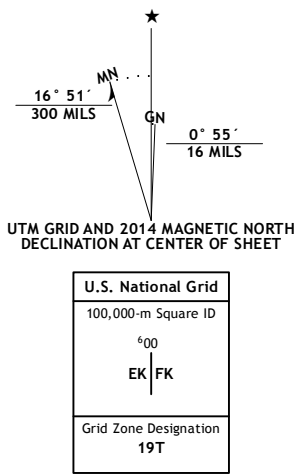 ★
MN
16° 51´
300 MILS
GN
0° 55´
16 MILS
UTM GRID AND 2014 MAGNETIC NORTH
DECLINATION AT CENTER OF SHEET
U.S. National Grid
100,000-m Square ID
⁶00
EK FK
Grid Zone Designation
19T